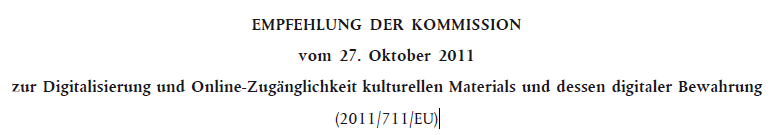 EMPFEHLUNG DER KOMMISSION
vom 27. Oktober 2011
zur Digitalisierung und Online-Zugänglichkeit kulturellen Materials und dessen digitaler Bewahrung
(2011/711/EU)